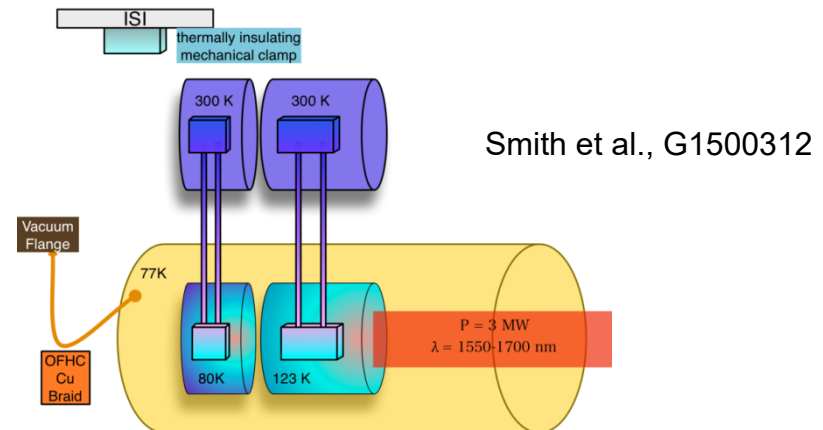 ISI
thermally insulating
mechanical clamp
300 K
300 K
Smith et al., G1500312
Vacuum
Flange
77K
P = 3 MW
λ = 1550-1700 nm
OFHC
Cu
Braid
80K
123 K